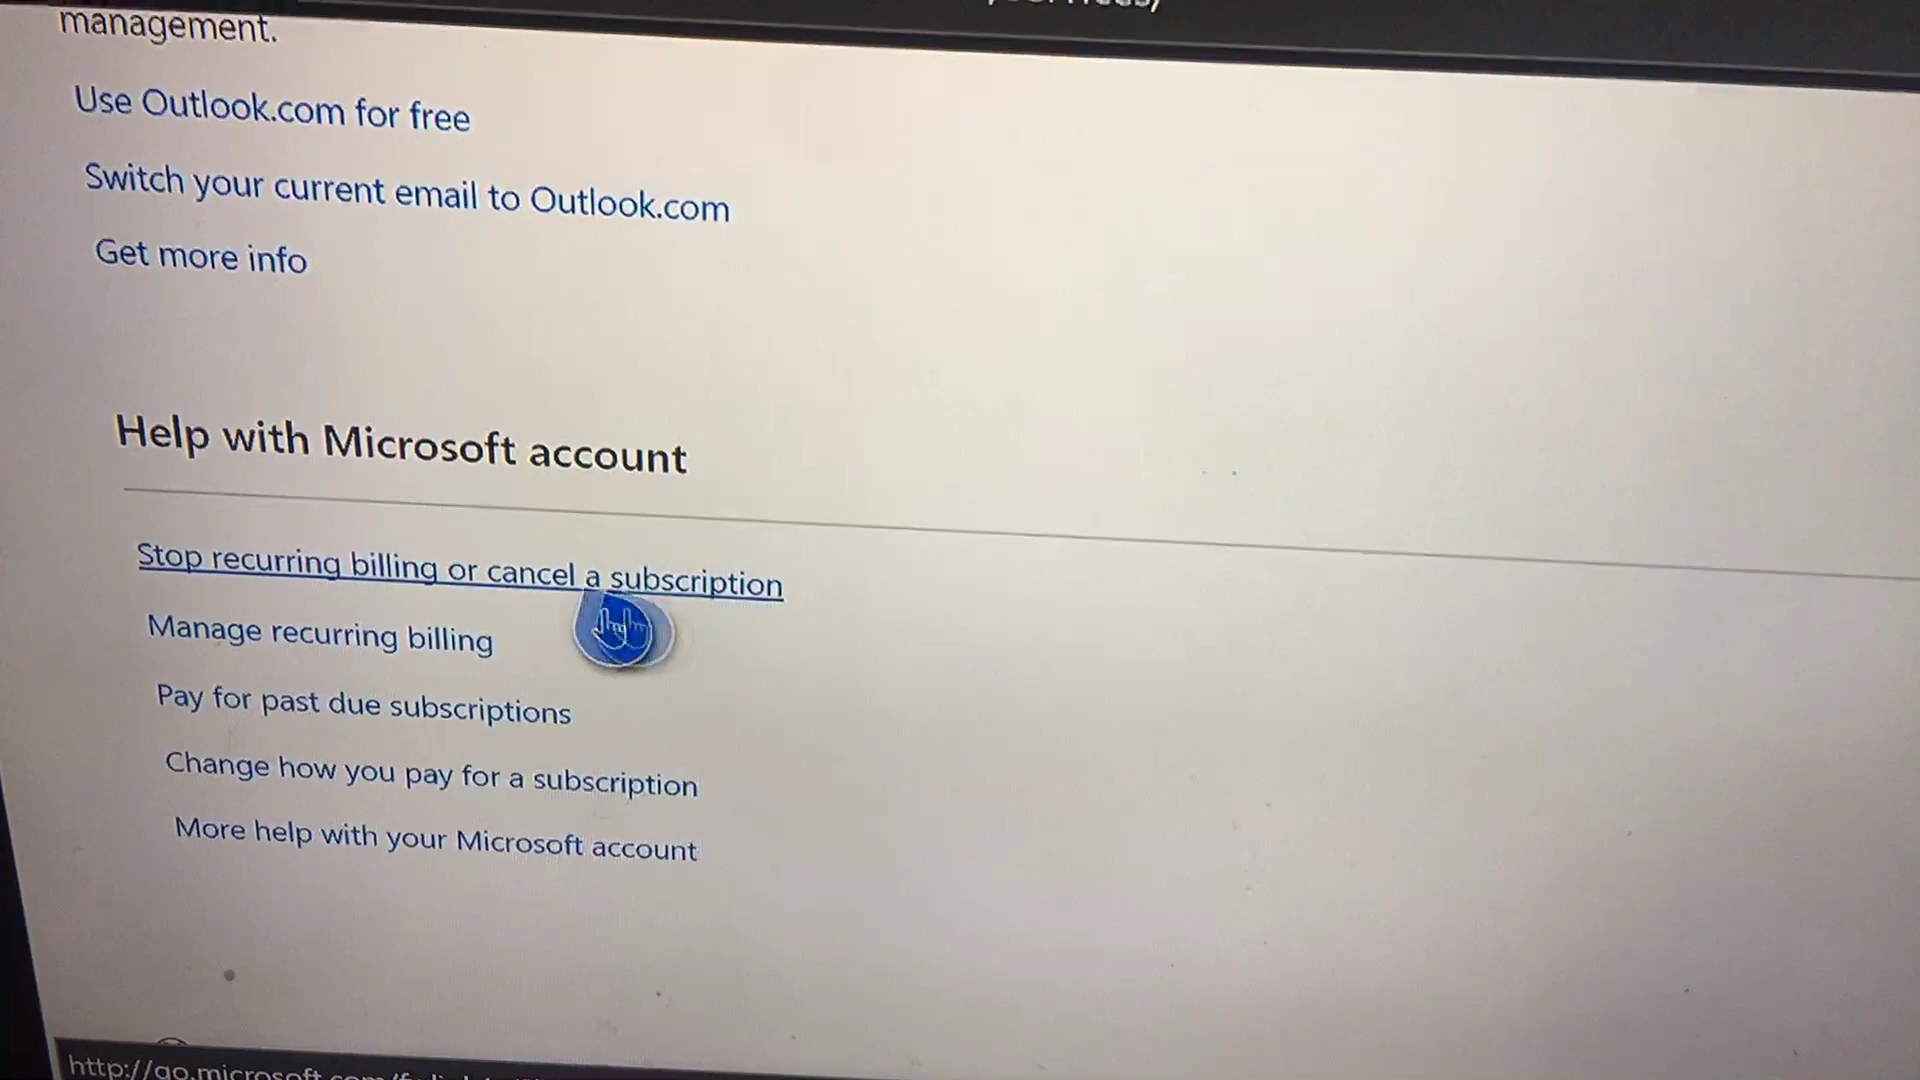 management.
Use Outlook.com for free
Switch your current email to Outlook.com
Get more info
Help with Microsoft account
Stop recurring billing or cancel a subscription
Manage recurring billing
Pay for past due subscriptions
Change how you pay for a subscription
More help with your Microsoft account
http://go.microsoft.com/